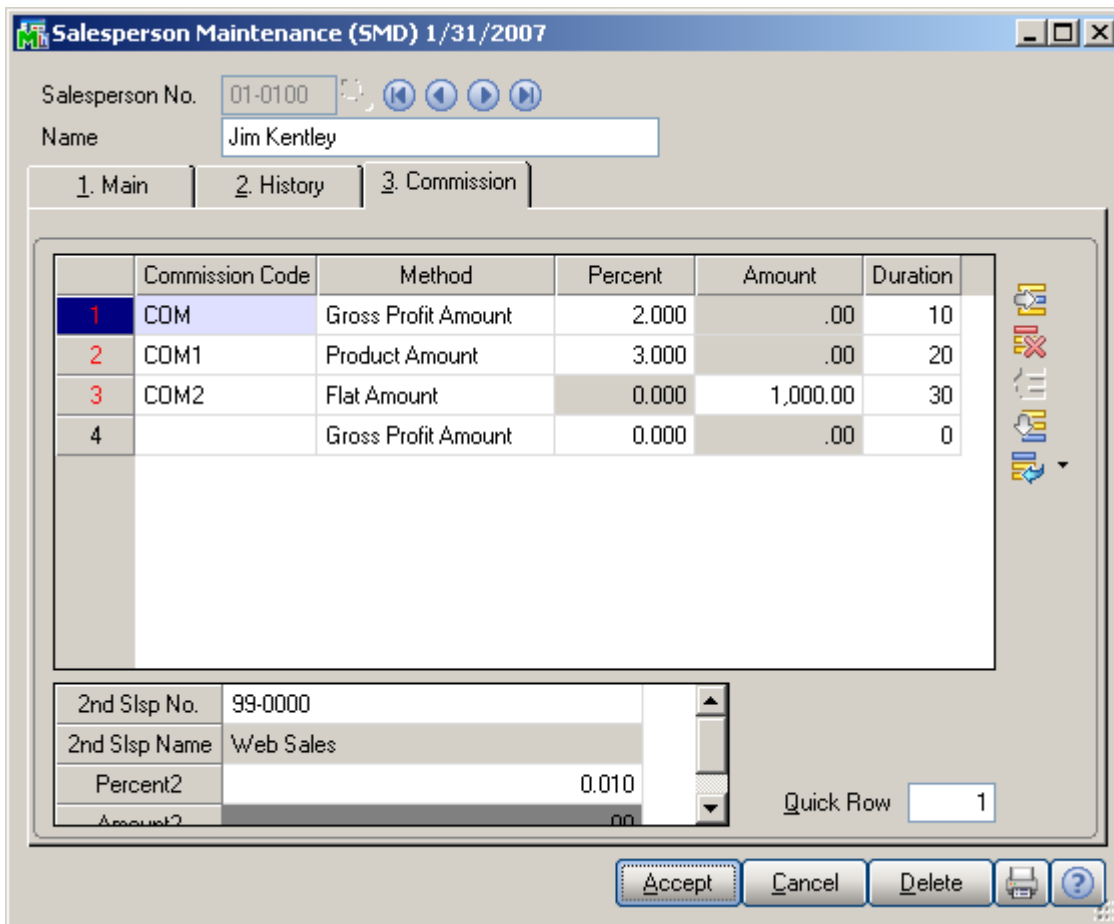 Salesperson Maintenance (SMD) 1/31/2007
Salesperson No. 01-0100
Name Jim Kentley
1. Main 2. History 3. Commission
Commission Code Method Percent Amount Duration
1 COM Gross Profit Amount 2.000 .00 10
2 COM1 Product Amount 3.000 .00 20
3 COM2 Flat Amount 0.000 1,000.00 30
4 Gross Profit Amount 0.000 .00 0
2nd Slsp No. 99-0000
2nd Slsp Name Web Sales
Percent2 0.010
Amount2 .00
Quick Row 1
Accept Cancel Delete